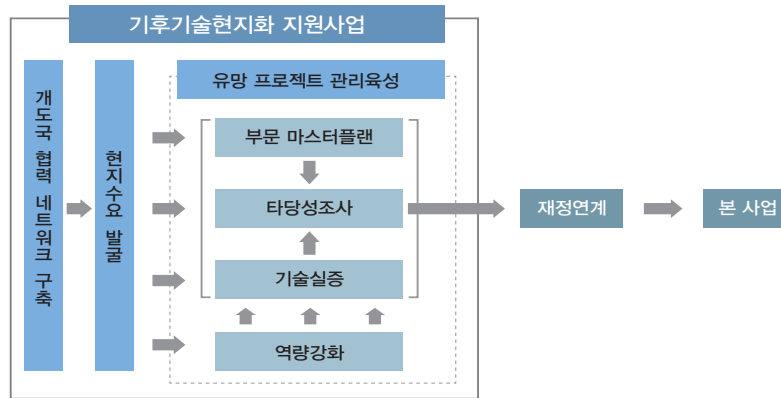 기후기술현지화 지원사업
개도국 협력 네트워크 구축
현지수요 발굴
유망 프로젝트 관리육성
부문 마스터플랜
타당성조사
기술실증
역량강화
재정연계
본 사업